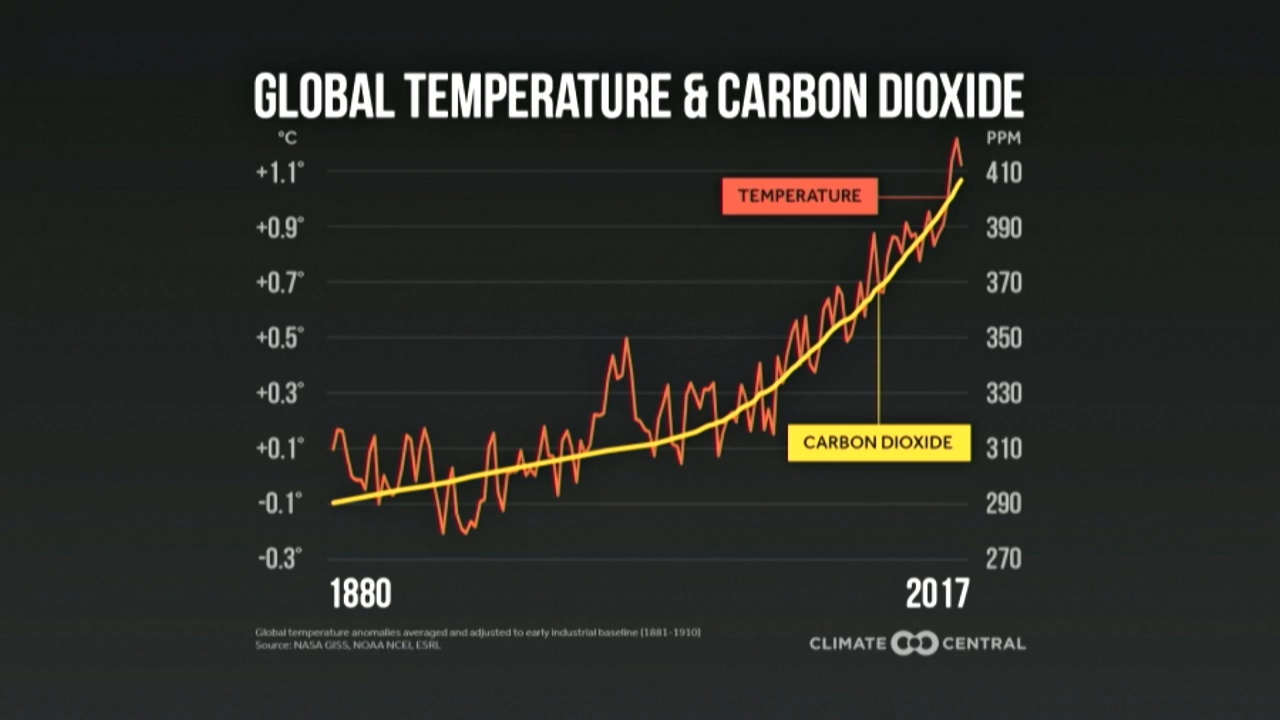 GLOBAL TEMPERATURE & CARBON DIOXIDE
°C
PPM
+1.1°
410
TEMPERATURE
+0.9°
390
+0.7°
370
+0.5°
350
+0.3°
330
CARBON DIOXIDE
+0.1°
310
-0.1°
290
-0.3°
270
1880
2017
Global temperature anomalies averaged and adjusted to early industrial baseline (1881-1910)
Source: NASA GISS, NOAA NCEI, ESRL
CLIMATE CENTRAL